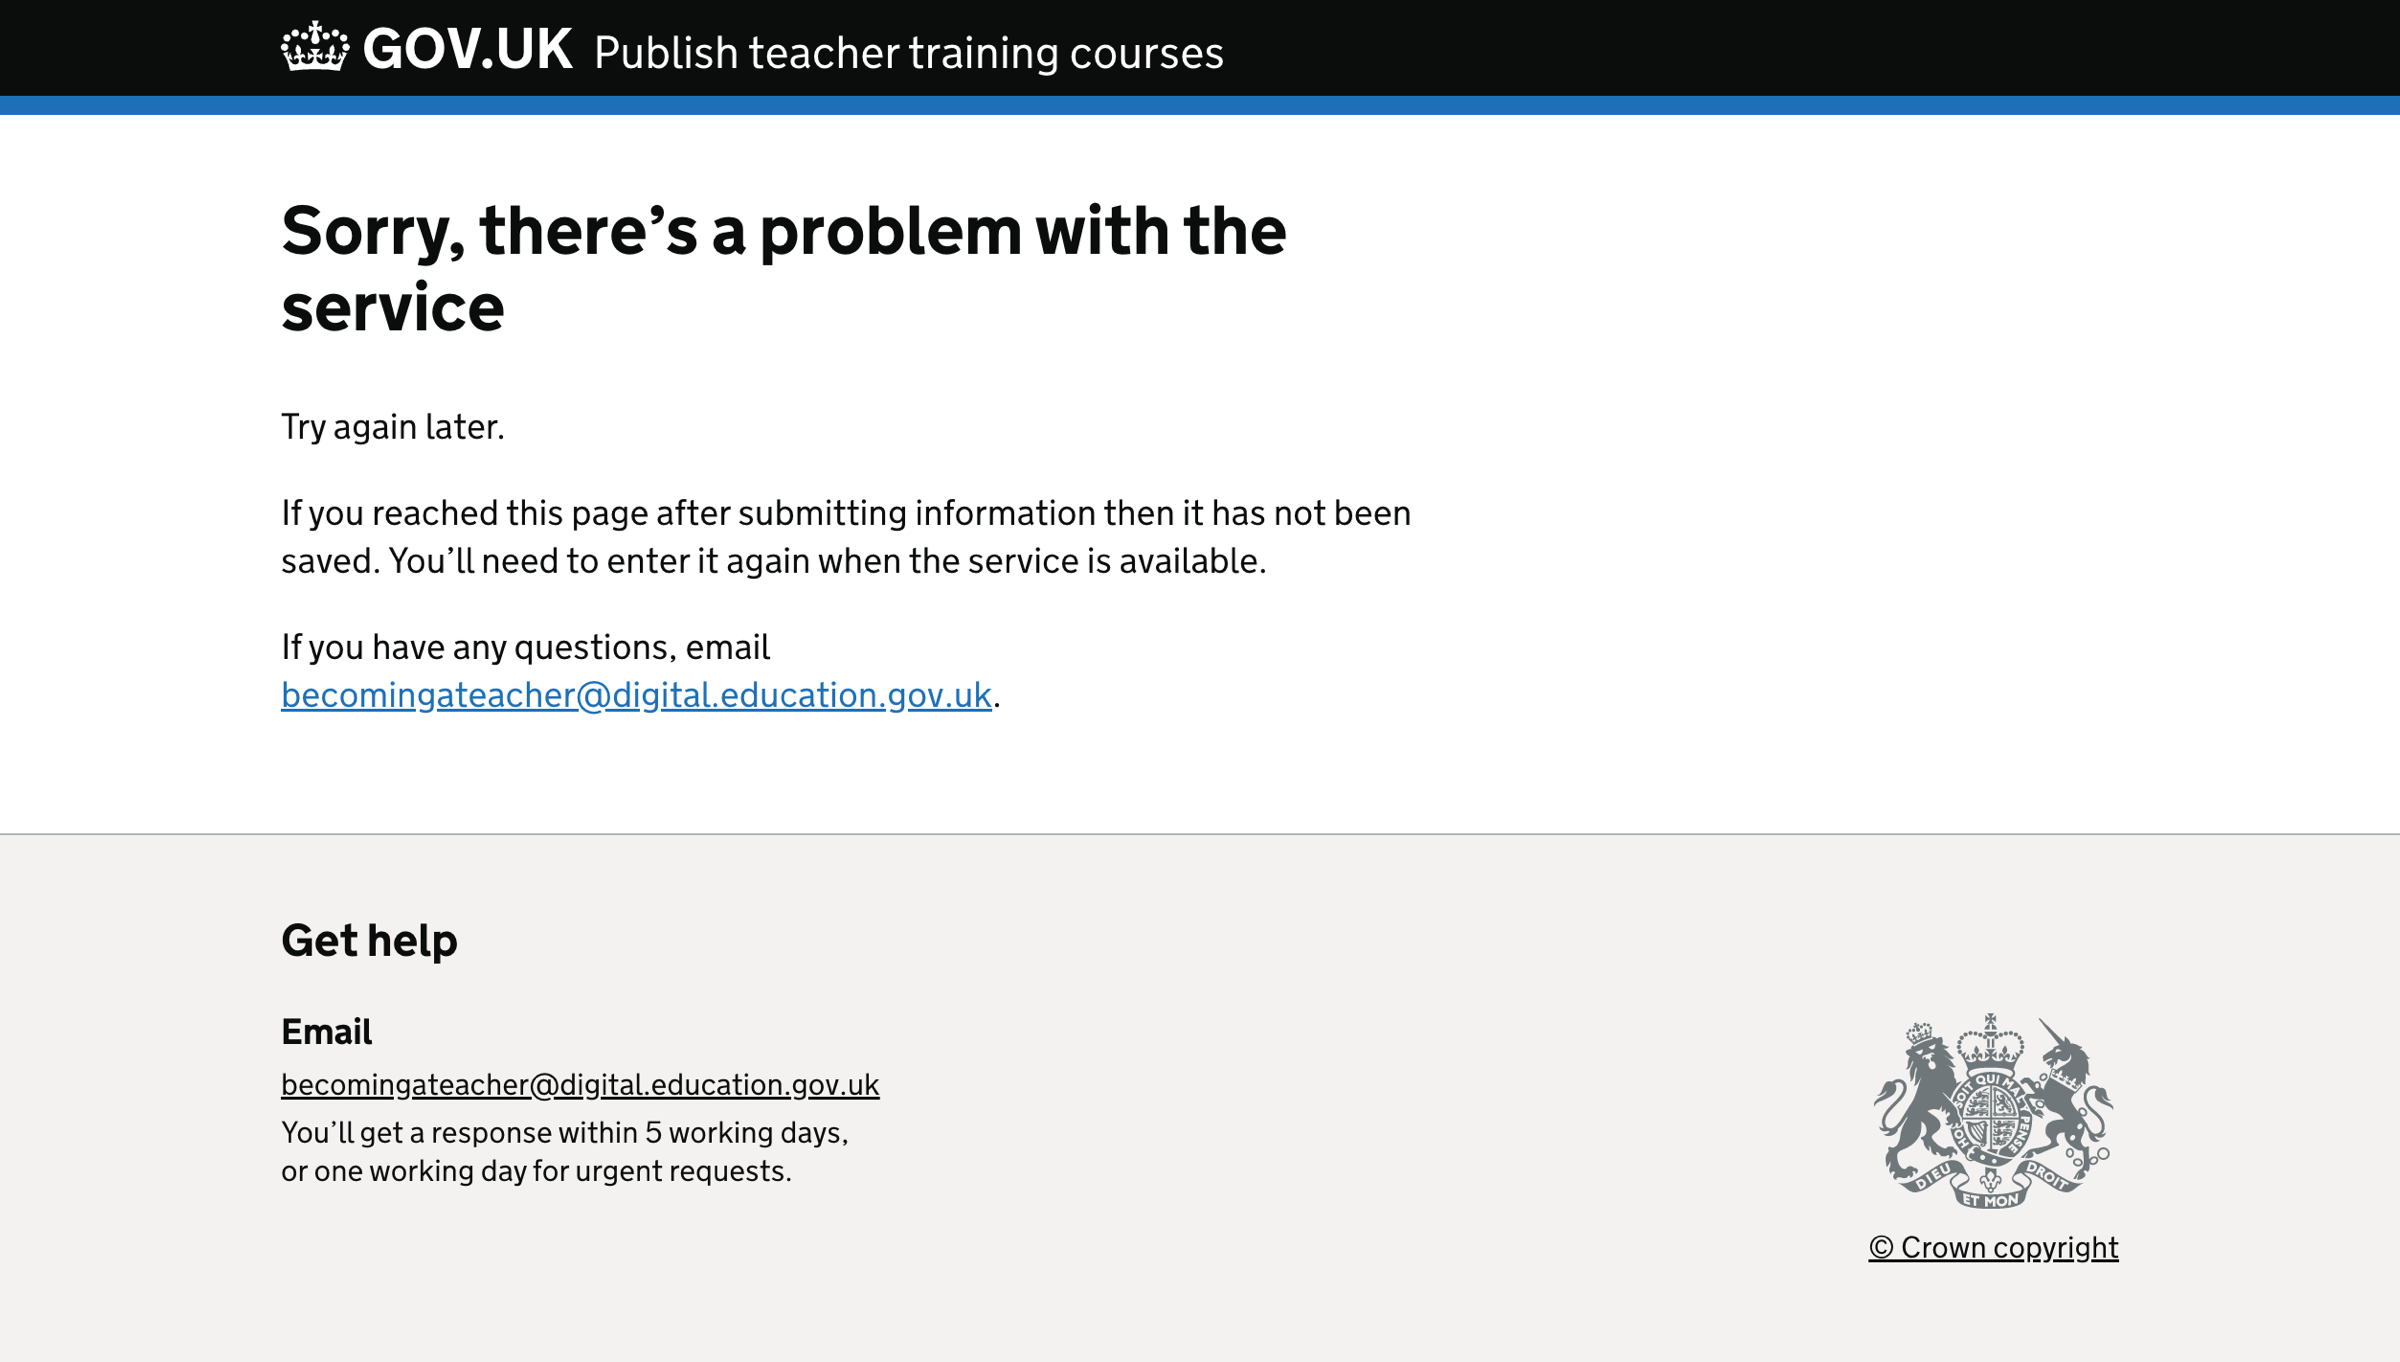 GOV.UK Publish teacher training courses
Sorry, there’s a problem with the
service
Try again later.
If you reached this page after submitting information then it has not been
saved. You’ll need to enter it again when the service is available.
If you have any questions, email
becomingateacher@digital.education.gov.uk.
Get help
Email
becomingateacher@digital.education.gov.uk
You’ll get a response within 5 working days,
or one working day for urgent requests.
HONI SOIT QUI MAL Y PENSE
DIEU ET MON DROIT
© Crown copyright